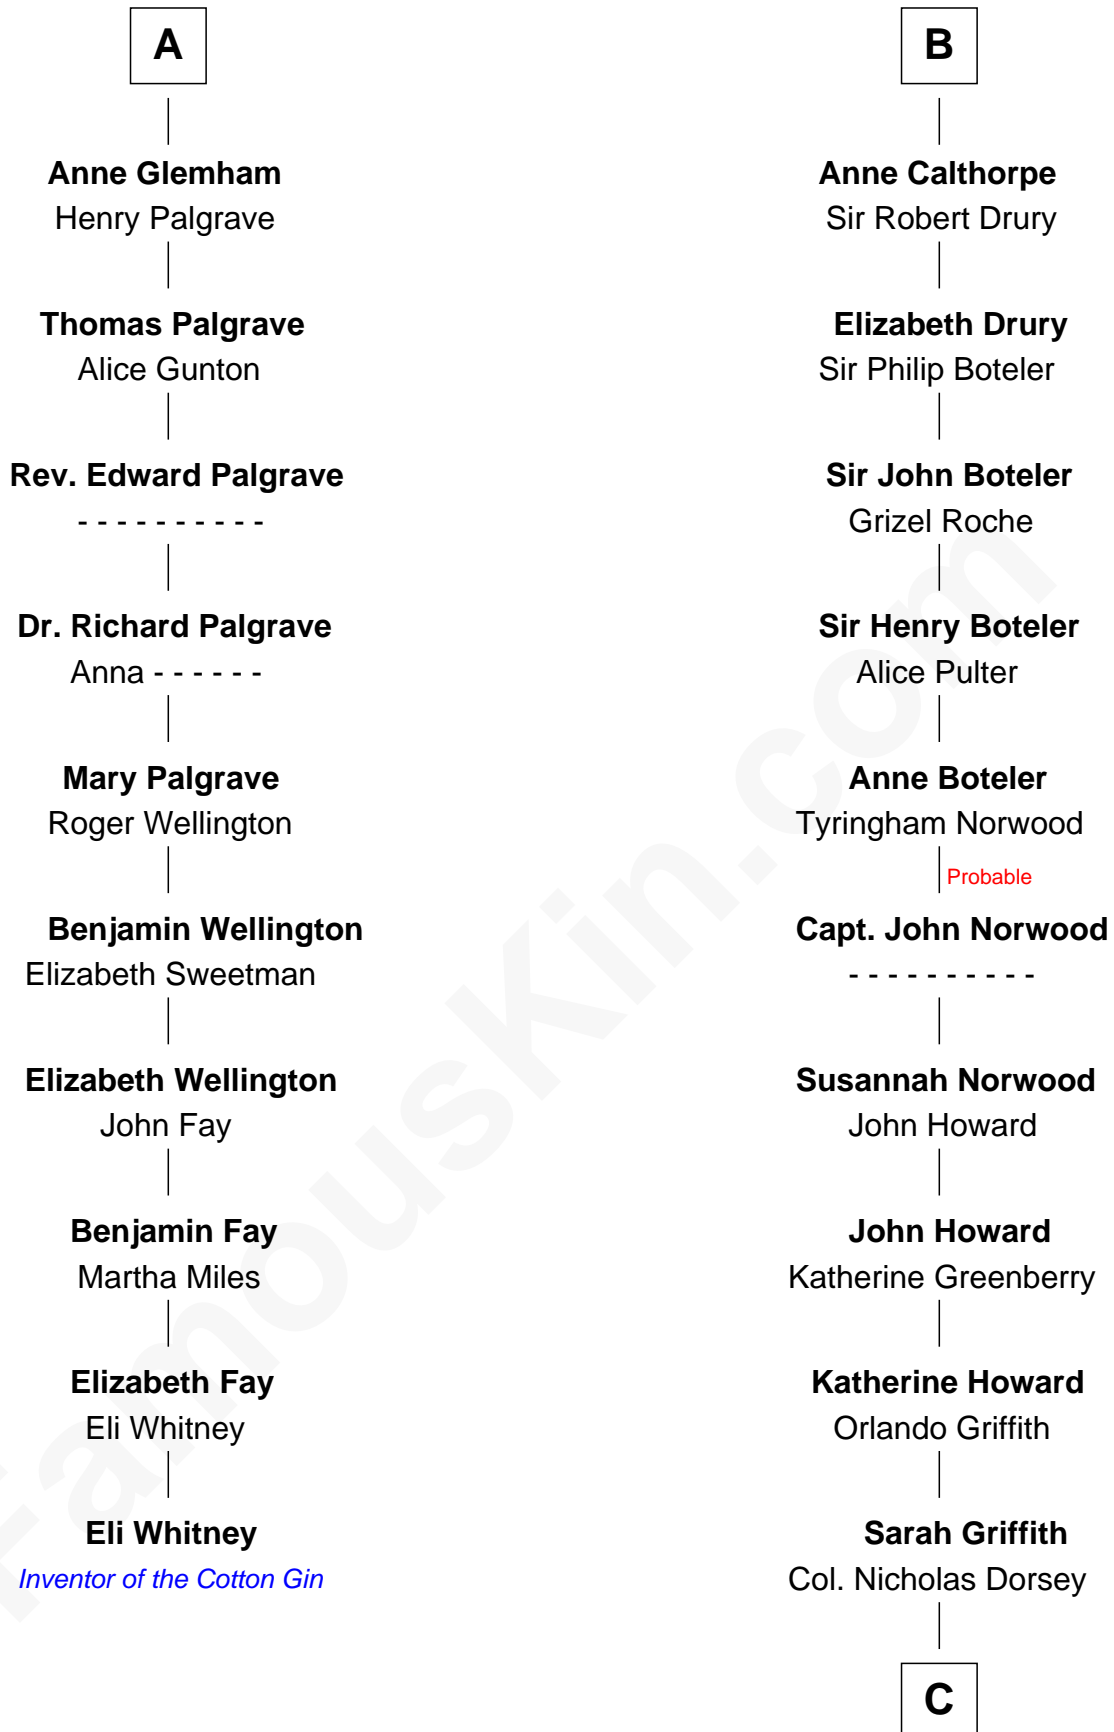 A
Anne Glemham
Henry Palgrave
Thomas Palgrave
Alice Gunton
Rev. Edward Palgrave
- - - - - - - - - -
Dr. Richard Palgrave
Anna - - - - - -
Mary Palgrave
Roger Wellington
Benjamin Wellington
Elizabeth Sweetman
Elizabeth Wellington
John Fay
Benjamin Fay
Martha Miles
Elizabeth Fay
Eli Whitney
Eli Whitney
Inventor of the Cotton Gin
B
Anne Calthorpe
Sir Robert Drury
Elizabeth Drury
Sir Philip Boteler
Sir John Boteler
Grizel Roche
Sir Henry Boteler
Alice Pulter
Anne Boteler
Tyringham Norwood
Probable
Capt. John Norwood
- - - - - - - - - -
Susannah Norwood
John Howard
John Howard
Katherine Greenberry
Katherine Howard
Orlando Griffith
Sarah Griffith
Col. Nicholas Dorsey
C
FamousKin.com